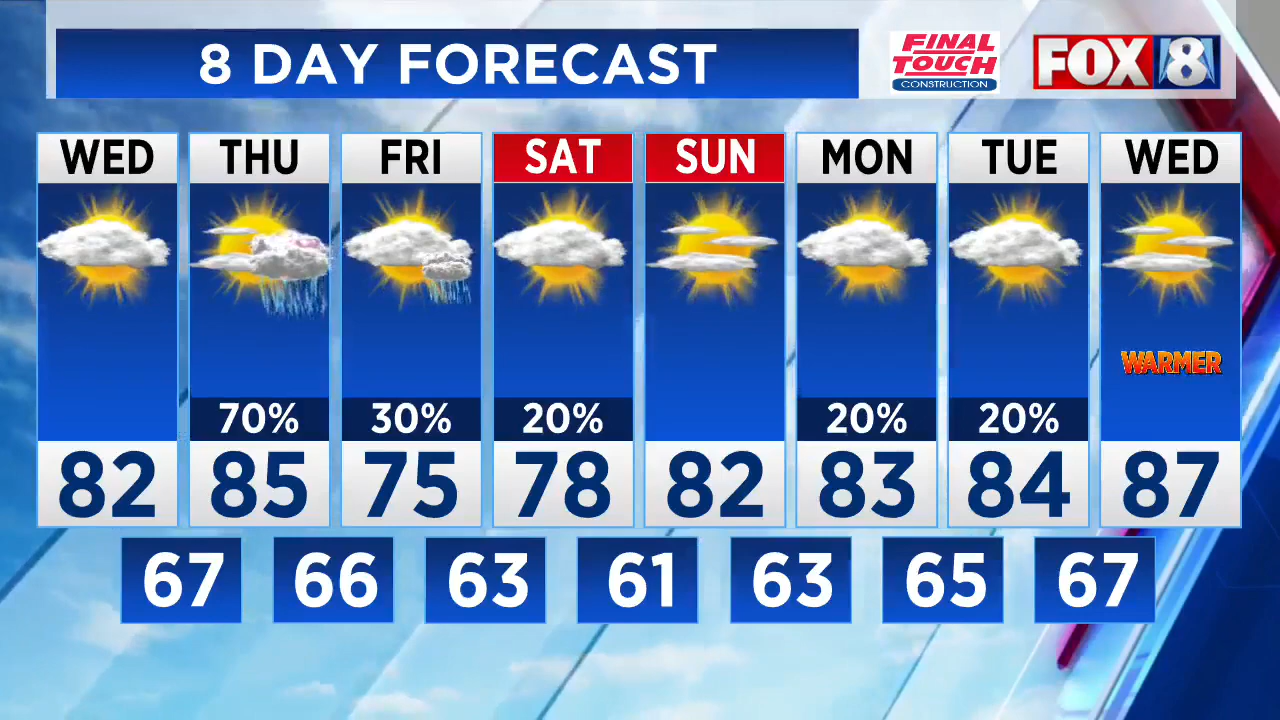 8 DAY FORECAST
FINAL
TOUCH
CONSTRUCTION
FOX 8
WED THU FRI SAT SUN MON TUE WED
WARMER
70% 30% 20% 20% 20%
82 85 75 78 82 83 84 87
67 66 63 61 63 65 67